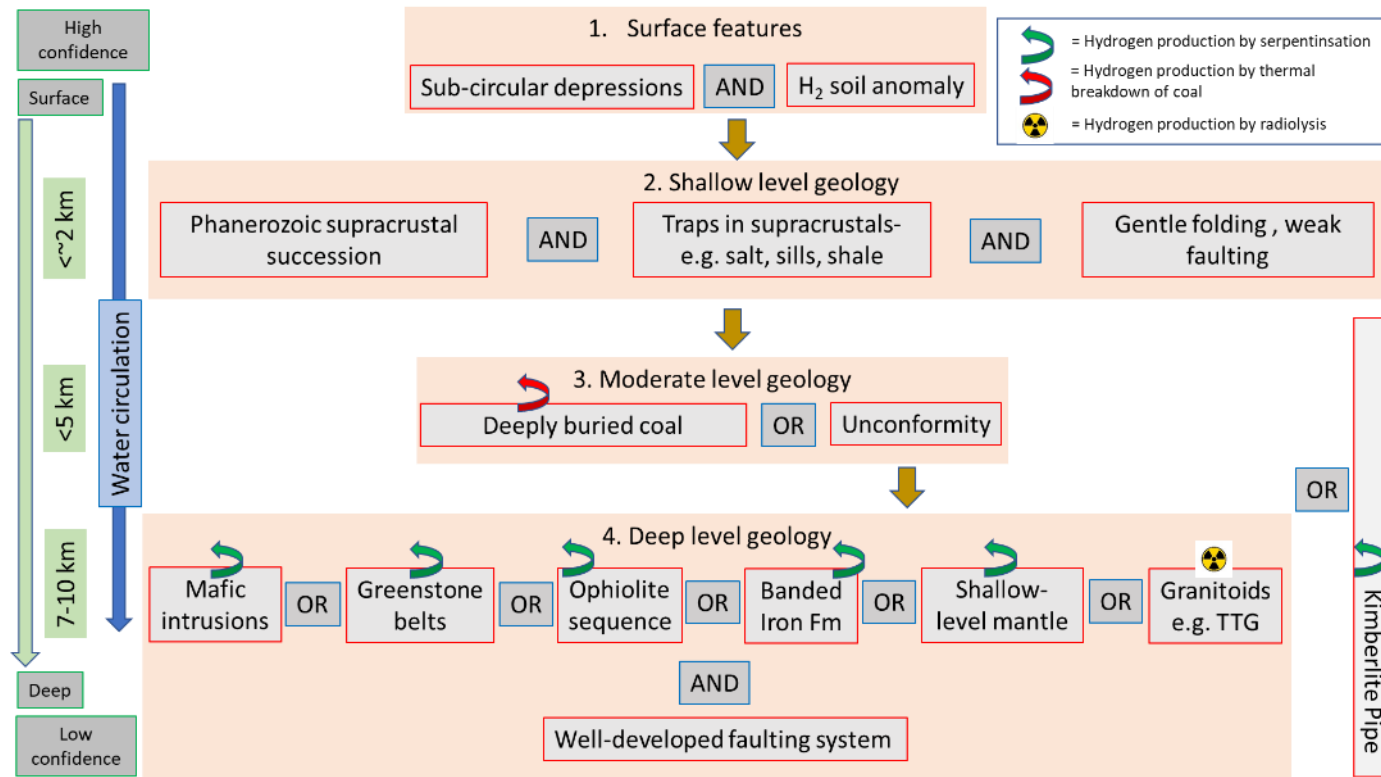 High
confidence
Surface
<~2 km
<5 km
7-10 km
Deep
Low
confidence
Water circulation
1. Surface features
Sub-circular depressions
AND
H₂ soil anomaly
= Hydrogen production by serpentinsation
= Hydrogen production by thermal
breakdown of coal
= Hydrogen production by radiolysis
2. Shallow level geology
Phanerozoic supracrustal
succession
AND
Traps in supracrustals-
e.g. salt, sills, shale
AND
Gentle folding , weak
faulting
3. Moderate level geology
Deeply buried coal
OR
Unconformity
4. Deep level geology
Mafic
intrusions
OR
Greenstone
belts
OR
Ophiolite
sequence
OR
Banded
Iron Fm
OR
Shallow-
level mantle
OR
Granitoids
e.g. TTG
AND
Well-developed faulting system
OR
Kimberlite Pipe